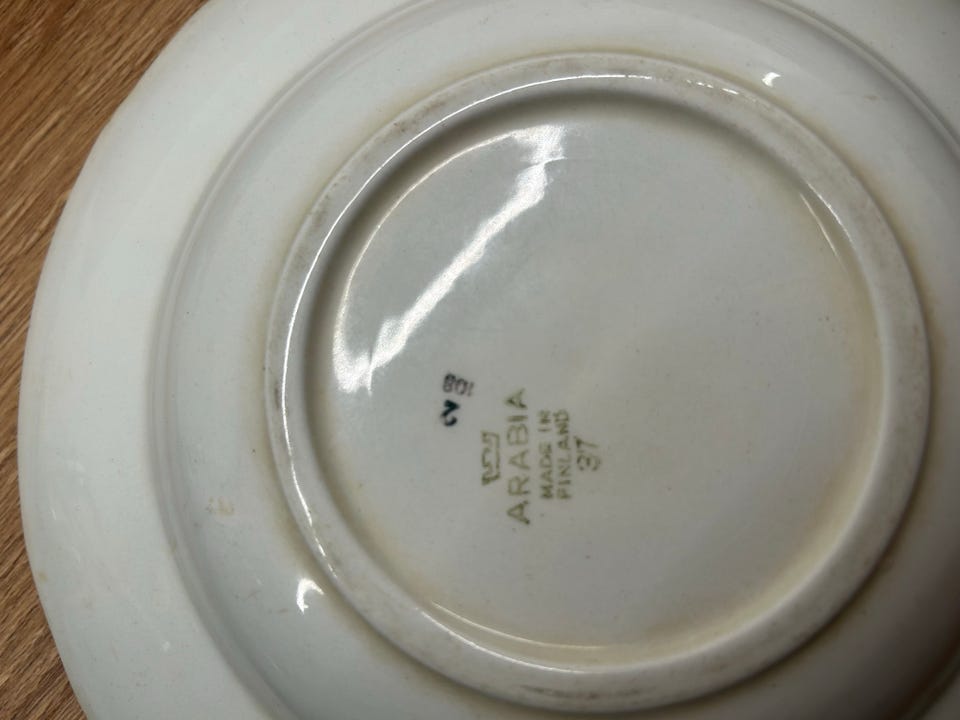 ARABIA
MADE IN
FINLAND
37
108